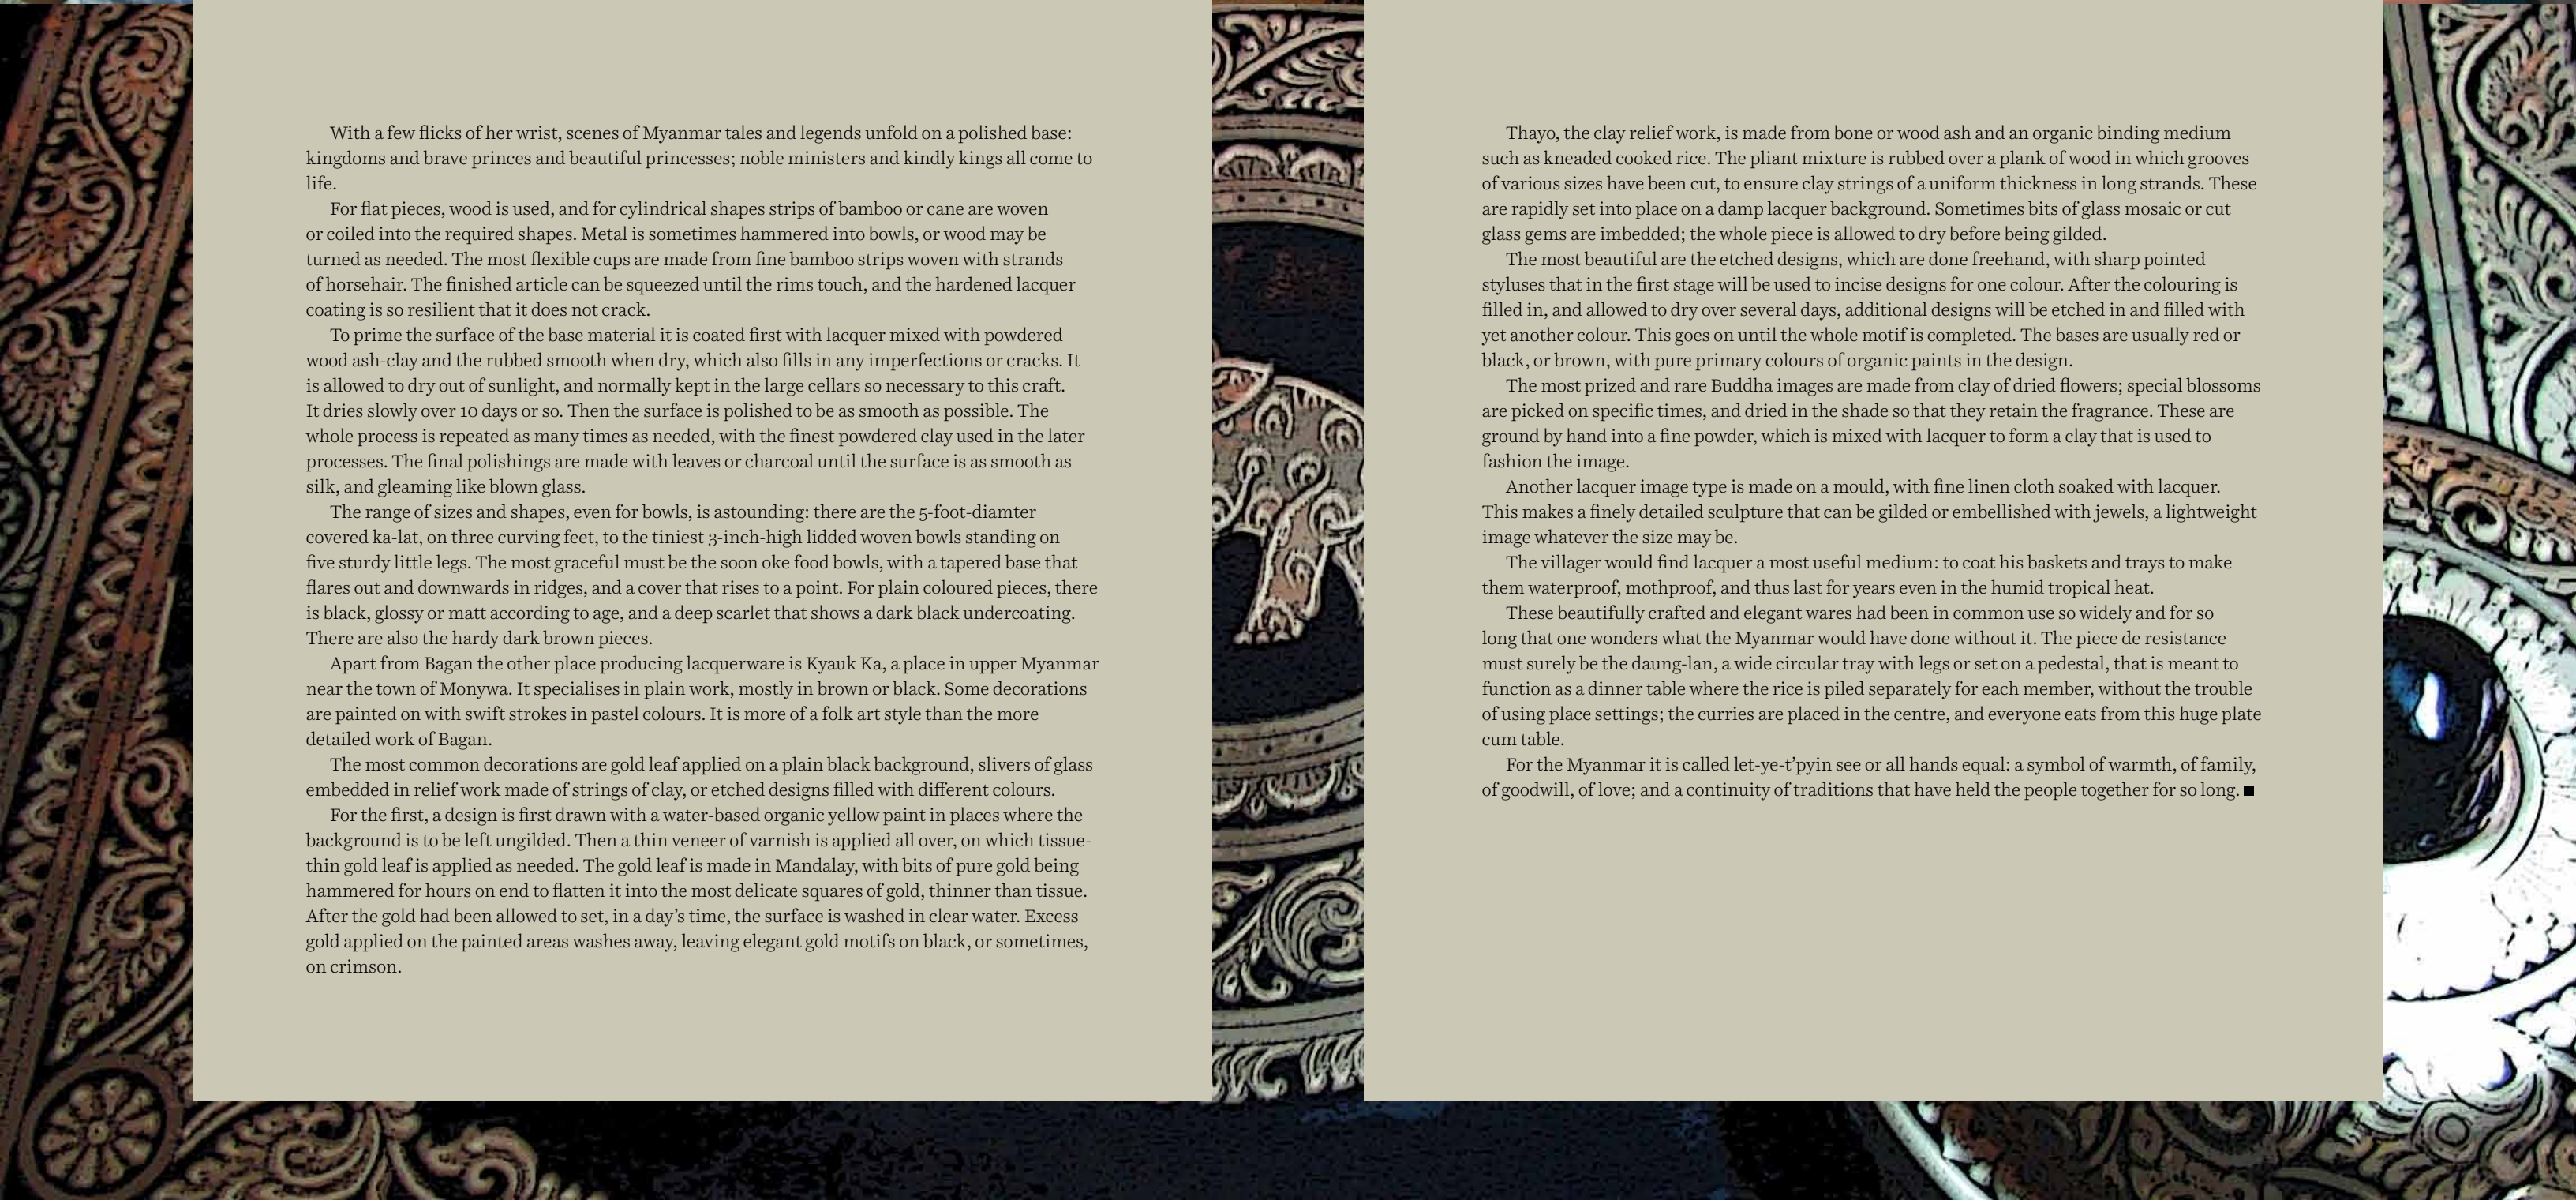 With a few flicks of her wrist, scenes of Myanmar tales and legends unfold on a polished base:
kingdoms and brave princes and beautiful princesses; noble ministers and kindly kings all come to
life.
For flat pieces, wood is used, and for cylindrical shapes strips of bamboo or cane are woven
or coiled into the required shapes. Metal is sometimes hammered into bowls, or wood may be
turned as needed. The most flexible cups are made from fine bamboo strips woven with strands
of horsehair. The finished article can be squeezed until the rims touch, and the hardened lacquer
coating is so resilient that it does not crack.
To prime the surface of the base material it is coated first with lacquer mixed with powdered
wood ash-clay and the rubbed smooth when dry, which also fills in any imperfections or cracks. It
is allowed to dry out of sunlight, and normally kept in the large cellars so necessary to this craft.
It dries slowly over 10 days or so. Then the surface is polished to be as smooth as possible. The
whole process is repeated as many times as needed, with the finest powdered clay used in the later
processes. The final polishings are made with leaves or charcoal until the surface is as smooth as
silk, and gleaming like blown glass.
The range of sizes and shapes, even for bowls, is astounding: there are the 5-foot-diamter
covered ka-lat, on three curving feet, to the tiniest 3-inch-high lidded woven bowls standing on
five sturdy little legs. The most graceful must be the soon oke food bowls, with a tapered base that
flares out and downwards in ridges, and a cover that rises to a point. For plain coloured pieces, there
is black, glossy or matt according to age, and a deep scarlet that shows a dark black undercoating.
There are also the hardy dark brown pieces.
Apart from Bagan the other place producing lacquerware is Kyauk Ka, a place in upper Myanmar
near the town of Monywa. It specialises in plain work, mostly in brown or black. Some decorations
are painted on with swift strokes in pastel colours. It is more of a folk art style than the more
detailed work of Bagan.
The most common decorations are gold leaf applied on a plain black background, slivers of glass
embedded in relief work made of strings of clay, or etched designs filled with different colours.
For the first, a design is first drawn with a water-based organic yellow paint in places where the
background is to be left ungilded. Then a thin veneer of varnish is applied all over, on which tissue-
thin gold leaf is applied as needed. The gold leaf is made in Mandalay, with bits of pure gold being
hammered for hours on end to flatten it into the most delicate squares of gold, thinner than tissue.
After the gold had been allowed to set, in a day’s time, the surface is washed in clear water. Excess
gold applied on the painted areas washes away, leaving elegant gold motifs on black, or sometimes,
on crimson.
Thayo, the clay relief work, is made from bone or wood ash and an organic binding medium
such as kneaded cooked rice. The pliant mixture is rubbed over a plank of wood in which grooves
of various sizes have been cut, to ensure clay strings of a uniform thickness in long strands. These
are rapidly set into place on a damp lacquer background. Sometimes bits of glass mosaic or cut
glass gems are imbedded; the whole piece is allowed to dry before being gilded.
The most beautiful are the etched designs, which are done freehand, with sharp pointed
styluses that in the first stage will be used to incise designs for one colour. After the colouring is
filled in, and allowed to dry over several days, additional designs will be etched in and filled with
yet another colour. This goes on until the whole motif is completed. The bases are usually red or
black, or brown, with pure primary colours of organic paints in the design.
The most prized and rare Buddha images are made from clay of dried flowers; special blossoms
are picked on specific times, and dried in the shade so that they retain the fragrance. These are
ground by hand into a fine powder, which is mixed with lacquer to form a clay that is used to
fashion the image.
Another lacquer image type is made on a mould, with fine linen cloth soaked with lacquer.
This makes a finely detailed sculpture that can be gilded or embellished with jewels, a lightweight
image whatever the size may be.
The villager would find lacquer a most useful medium: to coat his baskets and trays to make
them waterproof, mothproof, and thus last for years even in the humid tropical heat.
These beautifully crafted and elegant wares had been in common use so widely and for so
long that one wonders what the Myanmar would have done without it. The piece de resistance
must surely be the daung-lan, a wide circular tray with legs or set on a pedestal, that is meant to
function as a dinner table where the rice is piled separately for each member, without the trouble
of using place settings; the curries are placed in the centre, and everyone eats from this huge plate
cum table.
For the Myanmar it is called let-ye-t’pyin see or all hands equal: a symbol of warmth, of family,
of goodwill, of love; and a continuity of traditions that have held the people together for so long. ■